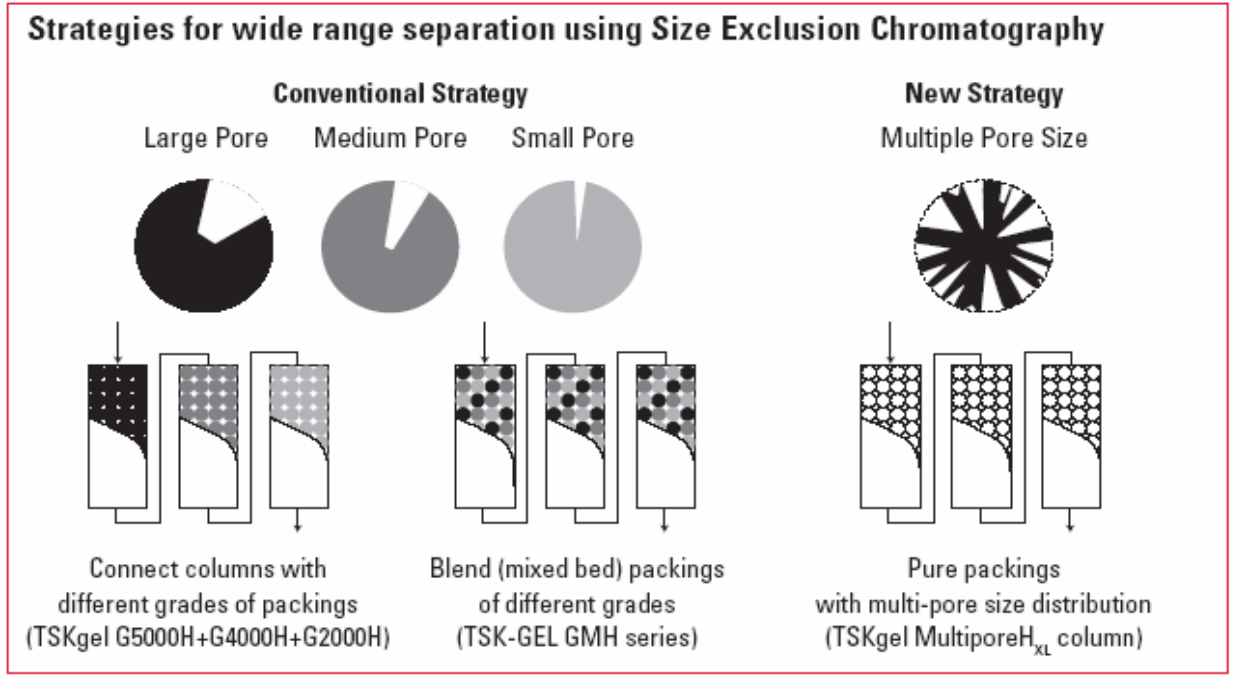 Strategies for wide range separation using Size Exclusion Chromatography
Conventional Strategy
Large Pore
Medium Pore
Small Pore
New Strategy
Multiple Pore Size
Connect columns with
different grades of packings
(TSKgel G5000H+G4000H+G2000H)
Blend (mixed bed) packings
of different grades
(TSK-GEL GMH series)
Pure packings
with multi-pore size distribution
(TSKgel MultiporeHXL column)